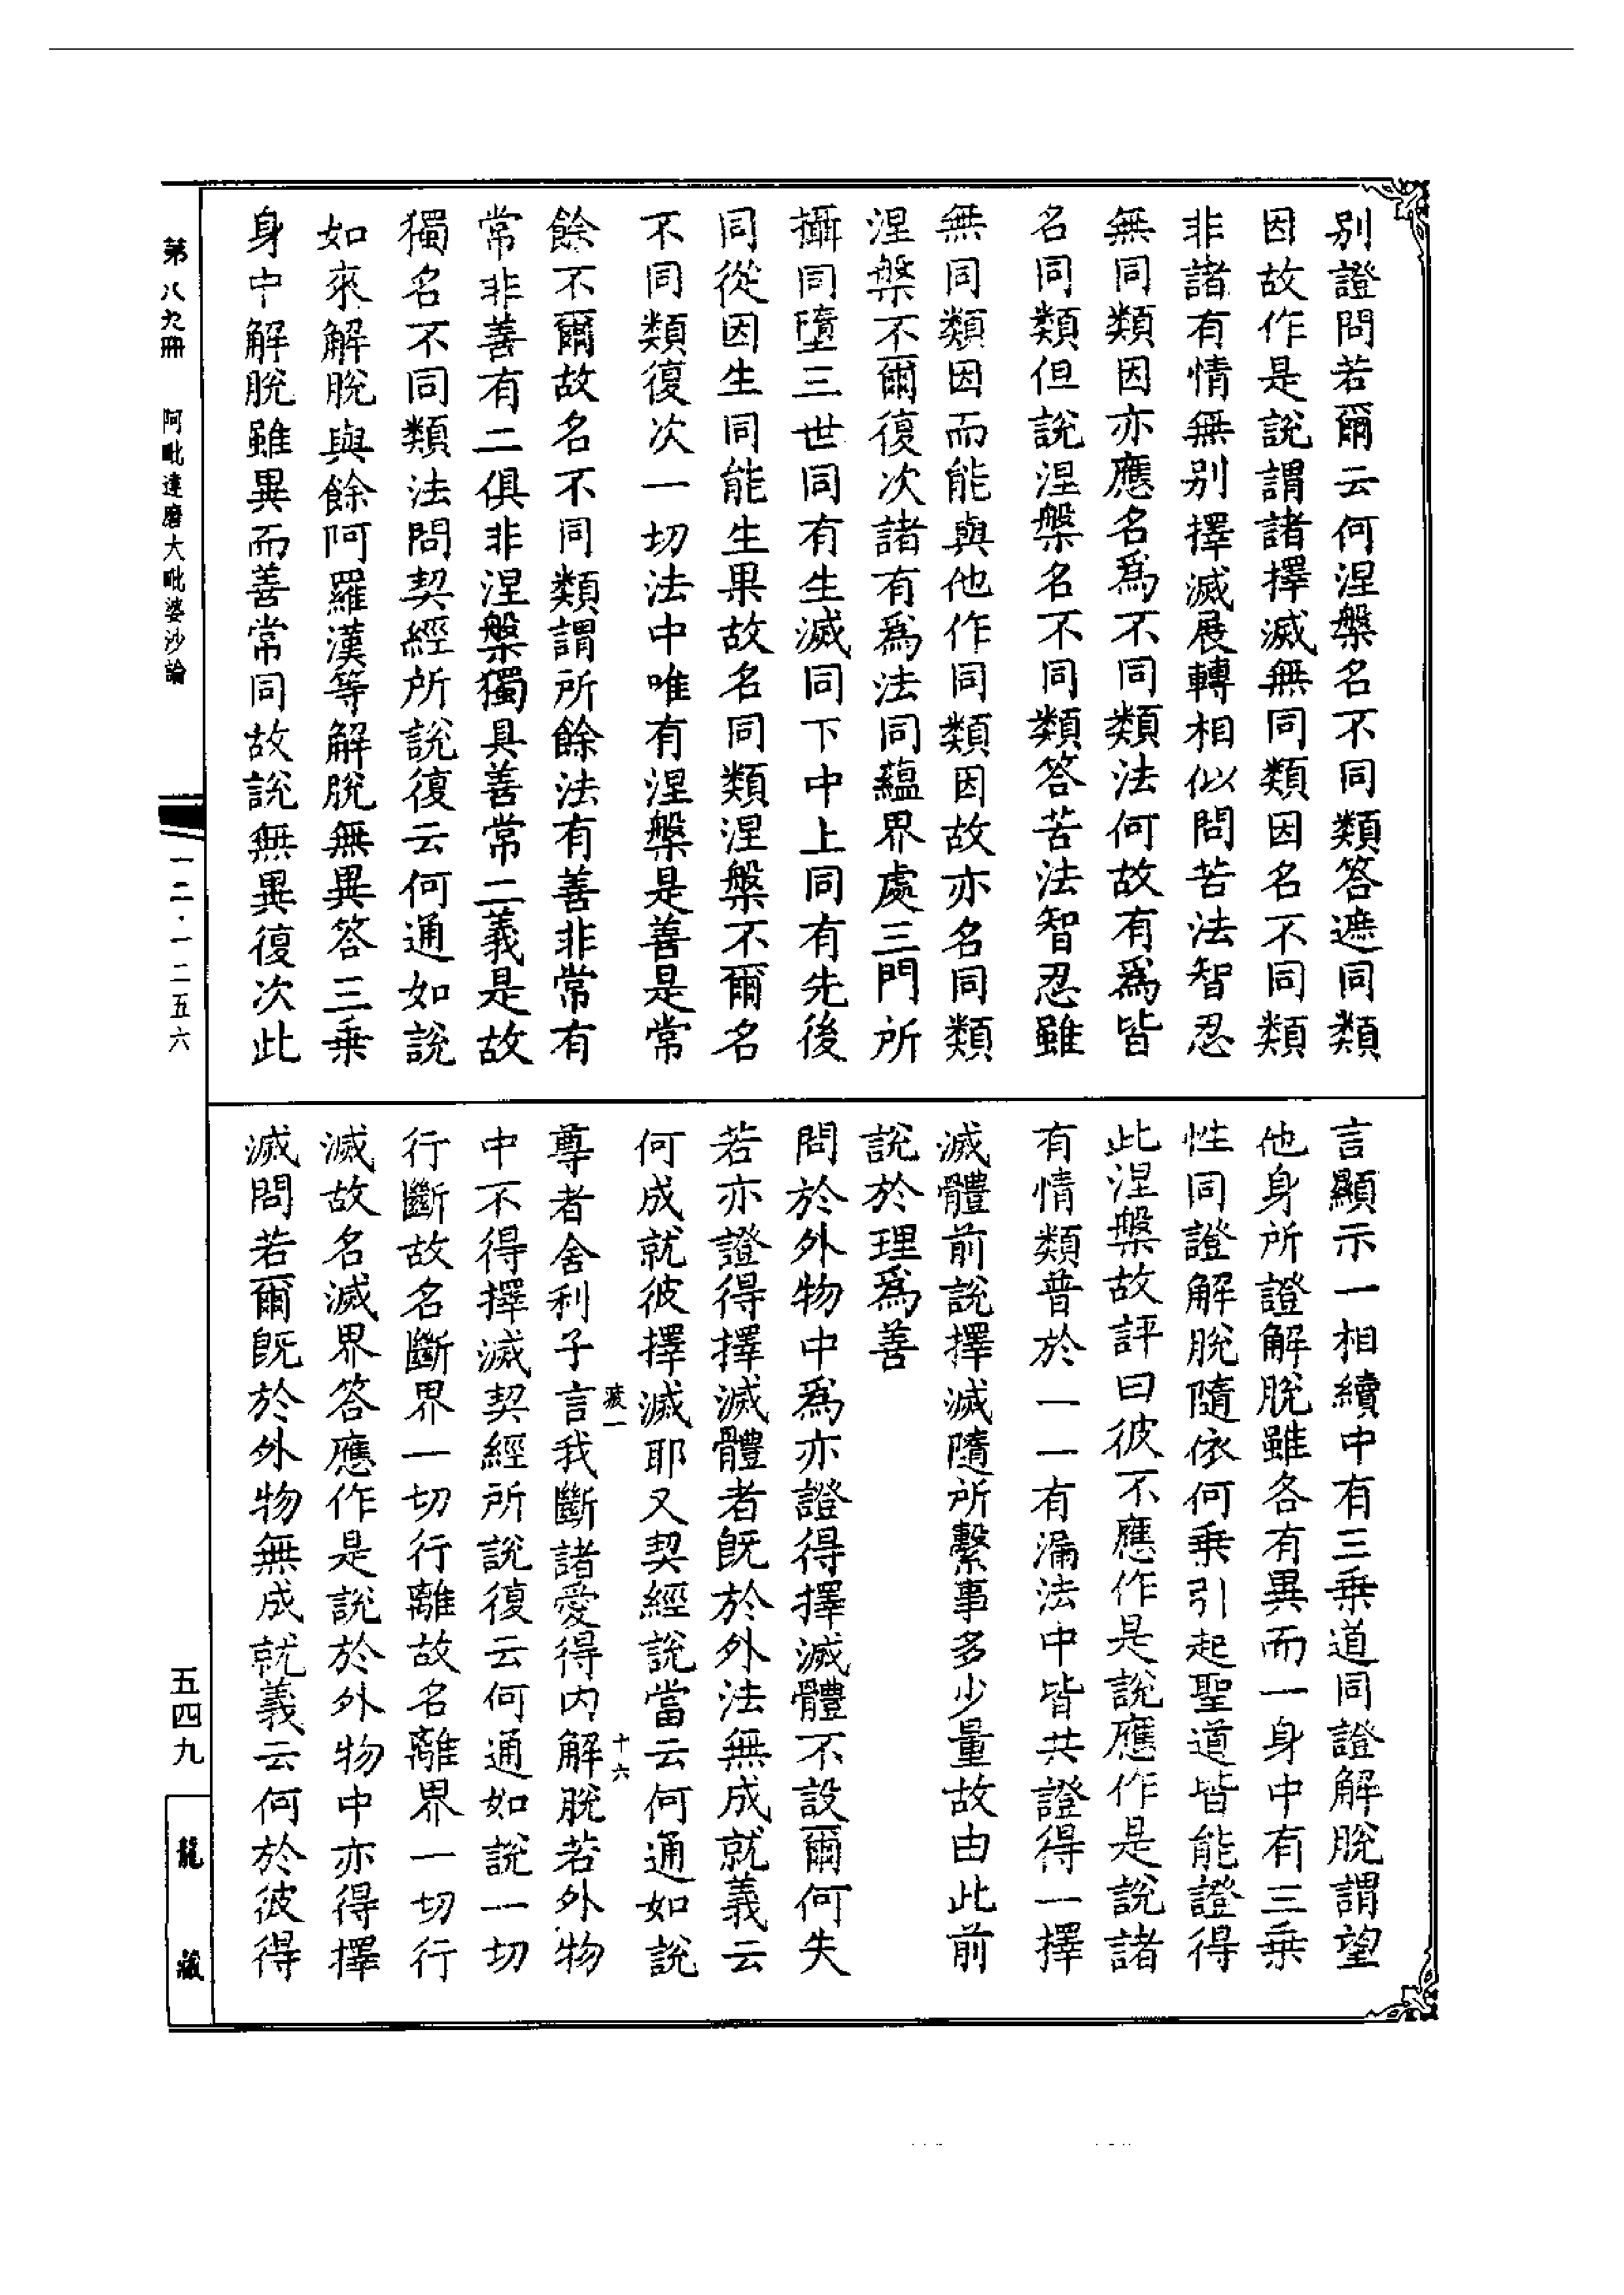 別證問若爾云何涅槃名不同類答遮同類
因故作是說謂諸擇滅無同類因名不同類
非諸有情無別擇滅展轉相似問苦法智忍
無同類因亦應名為不同類法何故有為皆
名同類但說涅槃名不同類答苦法智忍雖
無同類因而能與他作同類因故亦名同類
涅槃不爾復次諸有為法同蘊界處三門所
攝同墮三世同有生滅同下中上同有先後
同從因生同能生果故名同類涅槃不爾名
不同類復次一切法中唯有涅槃是善是常
餘不爾故名不同類謂所餘法有善非常有
常非善有二俱非涅槃獨具善常二義是故
獨名不同類法問契經所說復云何通如說
如來解脫與餘阿羅漢等解脫無異答三乘
身中解脫雖異而善常同故說無異復次此
言顯示一相續中有三乘道同證解脫謂望
他身所證解脫雖各有異而一身中有三乘
性同證解脫隨依何乘引起聖道皆能證得
此涅槃故評曰彼不應作是說應作是說諸
有情類普於一一有漏法中皆共證得一擇
滅體前說擇滅隨所繫事多少量故由此前
說於理為善
問於外物中為亦證得擇滅體不設爾何失
若亦證得擇滅體者既於外法無成就義云
何成就彼擇滅耶又契經說當云何通如說
尊者舍利子言我斷諸愛得內解脫若外物
中不得擇滅契經所說復云何通如說一切
行斷故名斷界一切行離故名離界一切行
滅故名滅界答應作是說於外物中亦得擇
滅問若爾既於外物無成就義云何於彼得
十六
第八九冊 阿毗達磨大毗婆沙論
一二·一二五六
五四九
龍藏